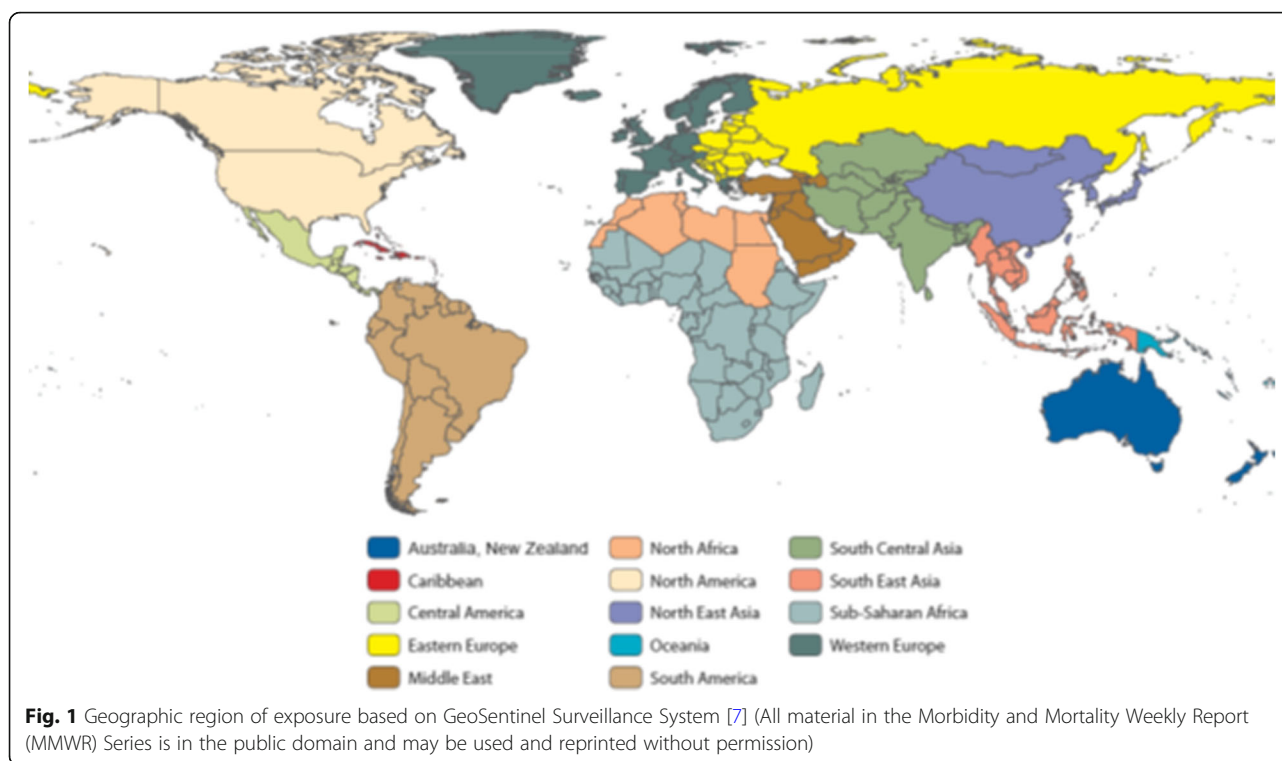 Australia, New Zealand
Caribbean
Central America
Eastern Europe
Middle East
North Africa
North America
North East Asia
Oceania
South America
South Central Asia
South East Asia
Sub-Saharan Africa
Western Europe
Fig. 1 Geographic region of exposure based on GeoSentinel Surveillance System [7] (All material in the Morbidity and Mortality Weekly Report
(MMWR) Series is in the public domain and may be used and reprinted without permission)